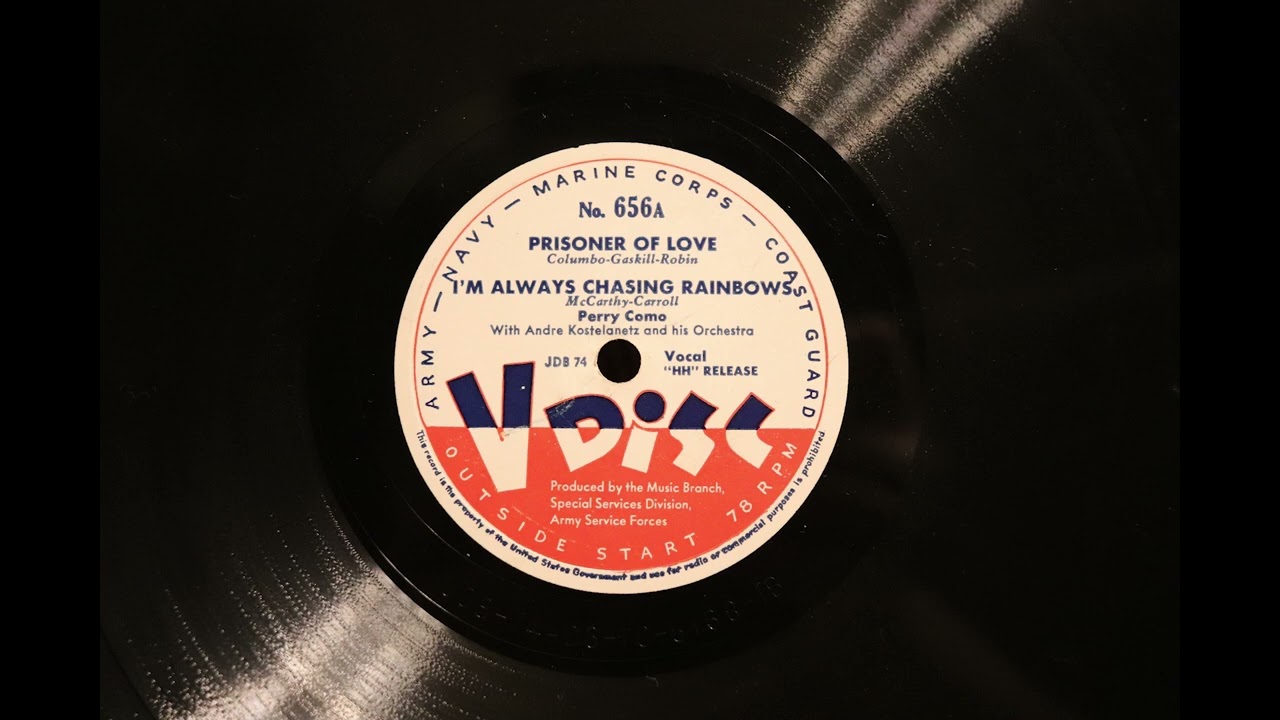 ARMY — NAVY — MARINE CORPS — COAST GUARD
No. 656A
PRISONER OF LOVE
Columbo-Gaskill-Robin
I'M ALWAYS CHASING RAINBOWS
McCarthy-Carroll
Perry Como
With Andre Kostelanetz and his Orchestra
JDB 74
Vocal
"HH" RELEASE
V DISC
Produced by the Music Branch,
Special Services Division,
Army Service Forces
OUTSIDE START 78 RPM
This record is the property of the United States Government and use for radio or commercial purposes is prohibited